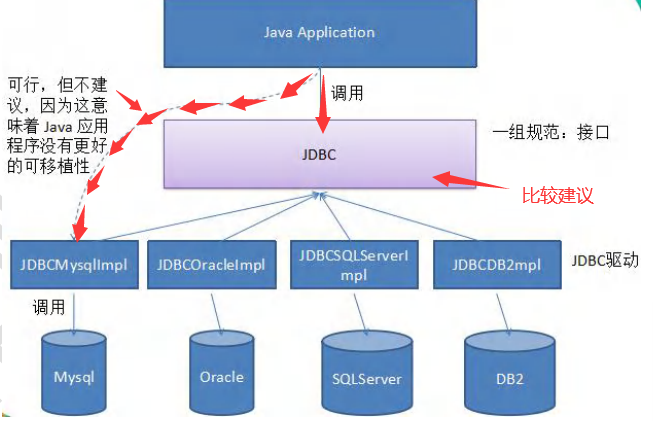 Java Application
可行，但不建
议，因为这意
味着 Java 应用
程序没有更好
的可移植性
调用
JDBC
一组规范：接口
比较建议
JDBCMysqlImpl
JDBCOracleImpl
JDBCSQLServerI
mpl
JDBCDB2mpl
JDBC驱动
调用
Mysql
Oracle
SQLServer
DB2